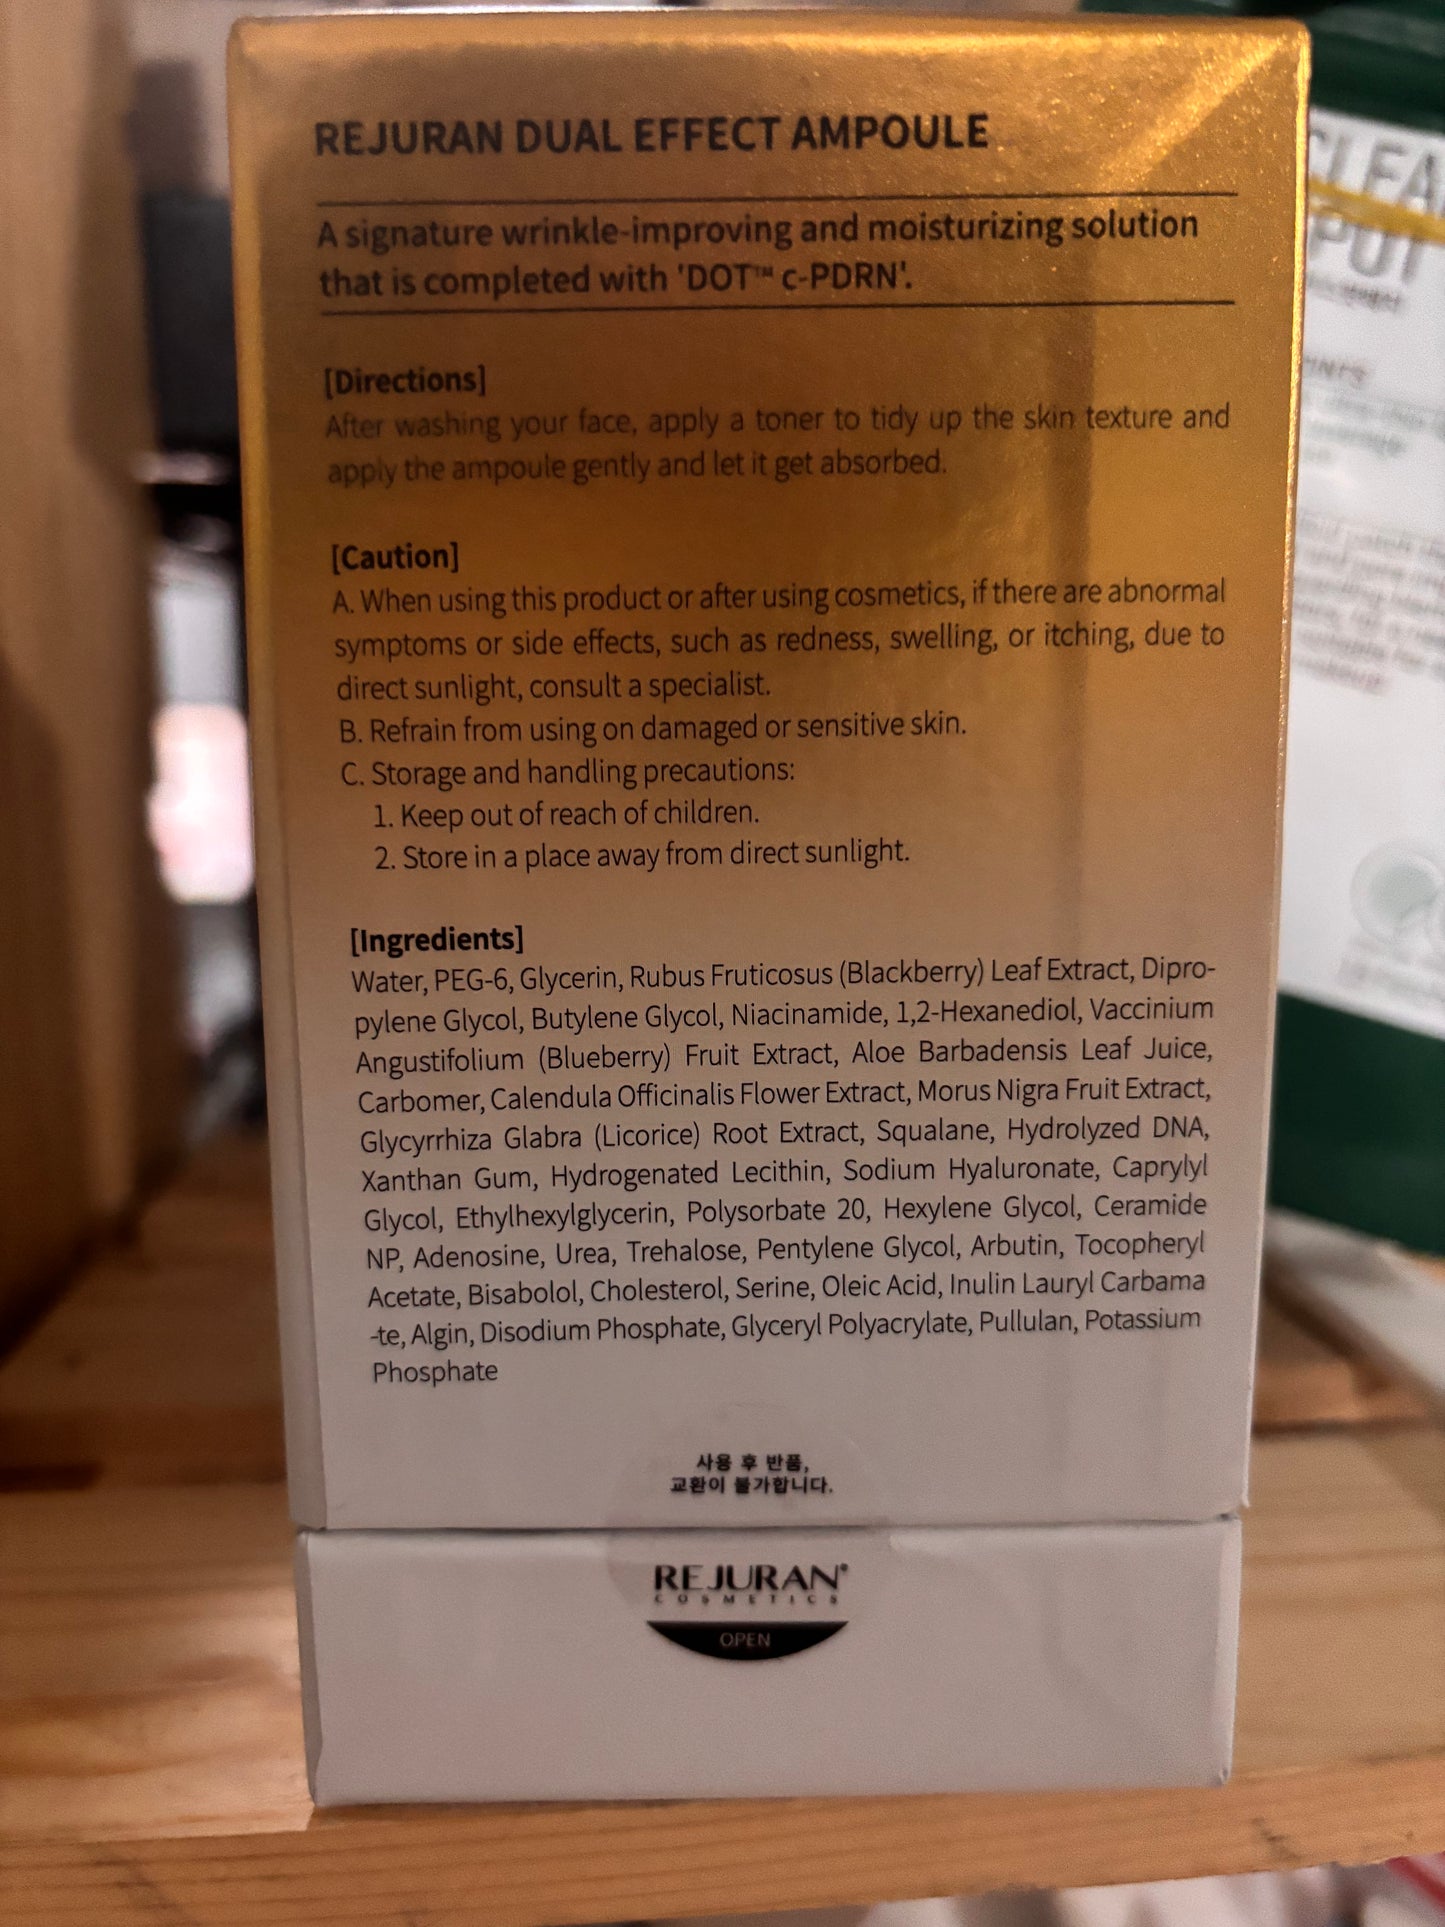 REJURAN DUAL EFFECT AMPOULE
A signature wrinkle-improving and moisturizing solution
that is completed with 'DOT™ c-PDRN'.
[Directions]
After washing your face, apply a toner to tidy up the skin texture and
apply the ampoule gently and let it get absorbed.
[Caution]
A. When using this product or after using cosmetics, if there are abnormal
symptoms or side effects, such as redness, swelling, or itching, due to
direct sunlight, consult a specialist.
B. Refrain from using on damaged or sensitive skin.
C. Storage and handling precautions:
1. Keep out of reach of children.
2. Store in a place away from direct sunlight.
[Ingredients]
Water, PEG-6, Glycerin, Rubus Fruticosus (Blackberry) Leaf Extract, Dipro-
pylene Glycol, Butylene Glycol, Niacinamide, 1,2-Hexanediol, Vaccinium
Angustifolium (Blueberry) Fruit Extract, Aloe Barbadensis Leaf Juice,
Carbomer, Calendula Officinalis Flower Extract, Morus Nigra Fruit Extract,
Glycyrrhiza Glabra (Licorice) Root Extract, Squalane, Hydrolyzed DNA,
Xanthan Gum, Hydrogenated Lecithin, Sodium Hyaluronate, Caprylyl
Glycol, Ethylhexylglycerin, Polysorbate 20, Hexylene Glycol, Ceramide
NP, Adenosine, Urea, Trehalose, Pentylene Glycol, Arbutin, Tocopheryl
Acetate, Bisabolol, Cholesterol, Serine, Oleic Acid, Inulin Lauryl Carbama
-te, Algin, Disodium Phosphate, Glyceryl Polyacrylate, Pullulan, Potassium
Phosphate
사용 후 반품,
교환이 불가합니다.
REJURAN®
COSMETICS
OPEN
CLEA
POT